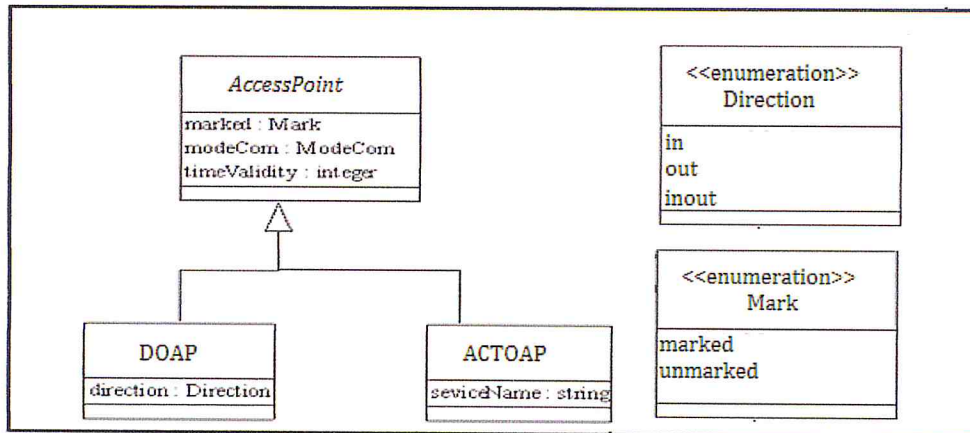 AccessPoint
marked : Mark
modeCom : ModeCom
timeValidity : integer
<<enumeration>>
Direction
in
out
inout
<<enumeration>>
Mark
marked
unmarked
DOAP
direction : Direction
ACTOAP
seviceName : string